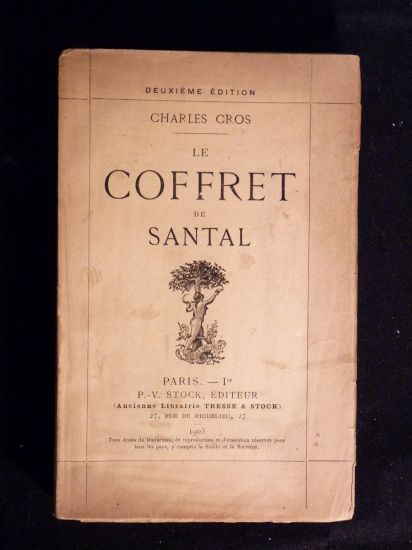 DEUXIÈME ÉDITION
CHARLES CROS
LE
COFFRET
DE
SANTAL
PARIS. — 1er
P.-V. STOCK, ÉDITEUR
(Ancienne Librairie TRESSE & STOCK)
27, RUE DE RICHELIEU, 27
1903
Tous droits de traduction, de reproduction et d'exécution réservés pour
tous les pays, y compris la Suède et la Norvège.